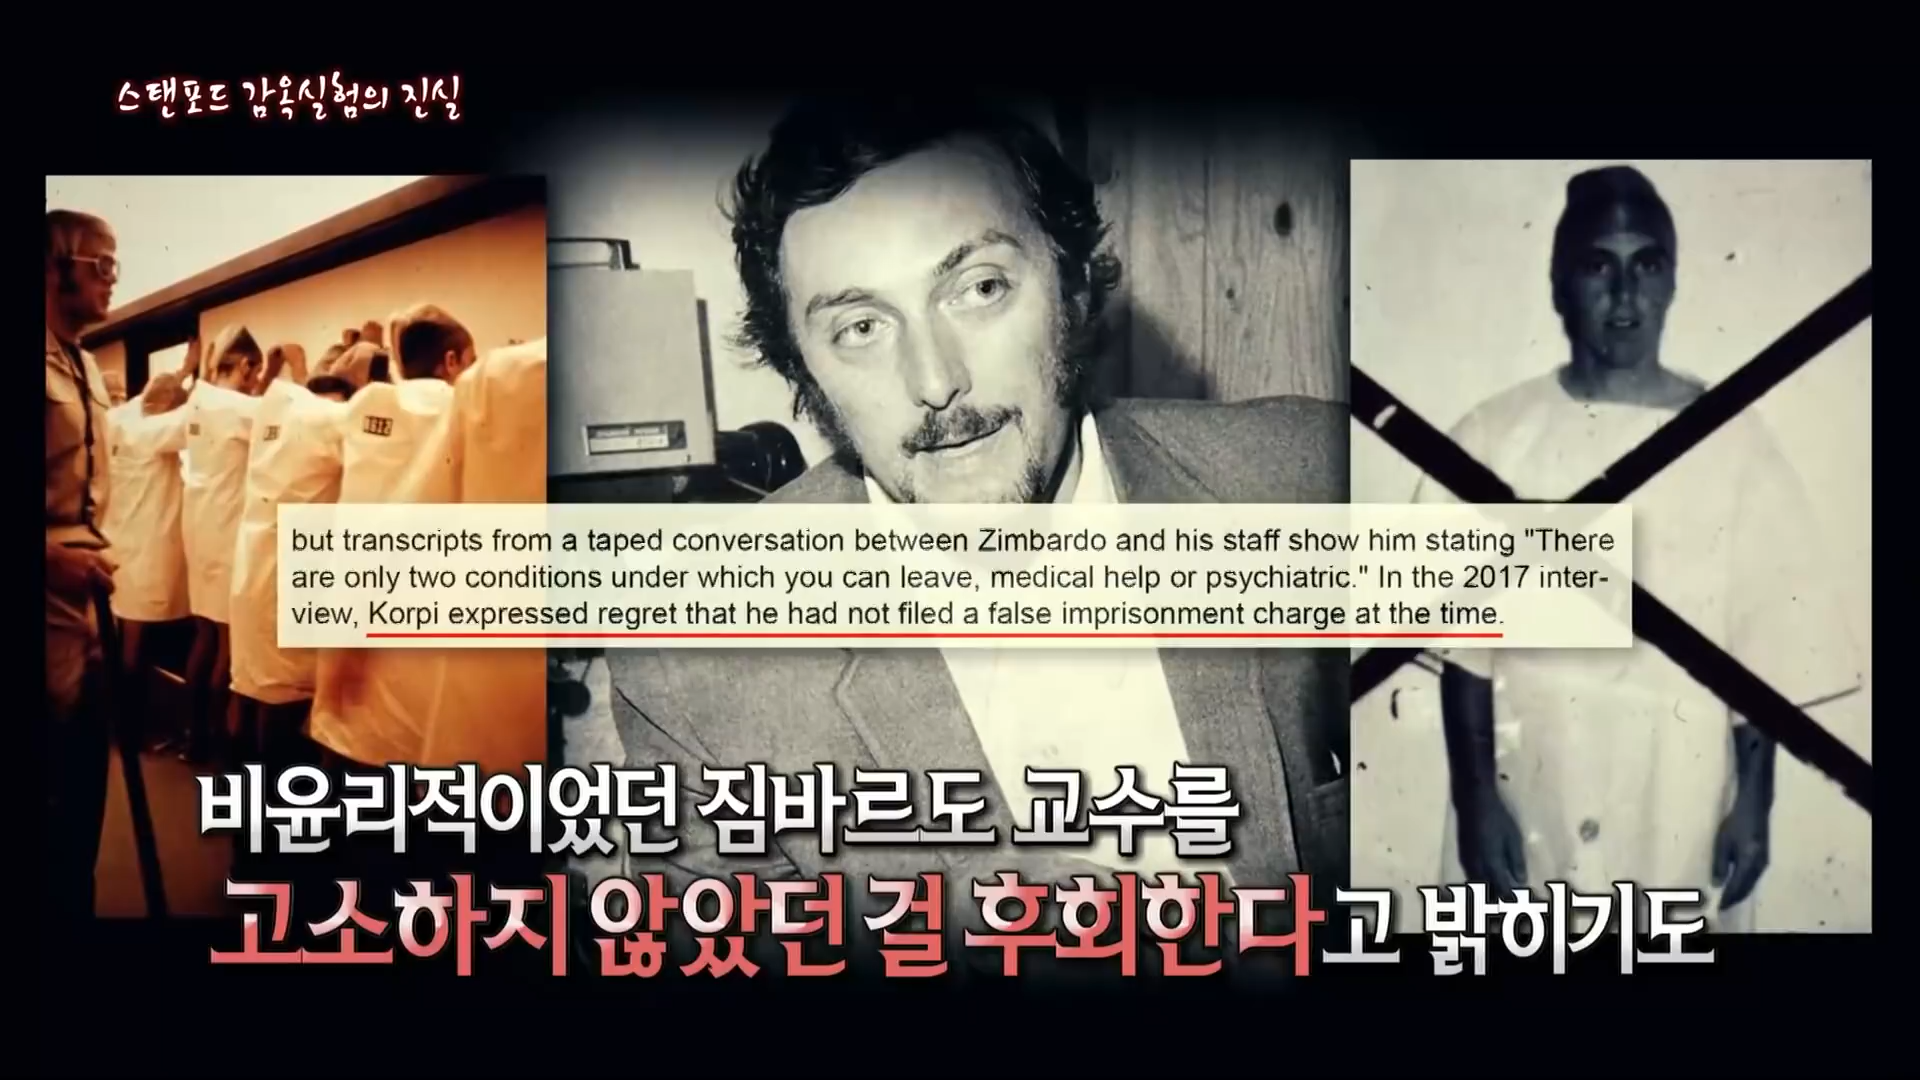 스탠포드 감옥실험의 진실
but transcripts from a taped conversation between Zimbardo and his staff show him stating "There
are only two conditions under which you can leave, medical help or psychiatric." In the 2017 inter-
view, Korpi expressed regret that he had not filed a false imprisonment charge at the time.
비윤리적이었던 짐바르도 교수를
고소하지 않았던 걸 후회한다고 밝히기도